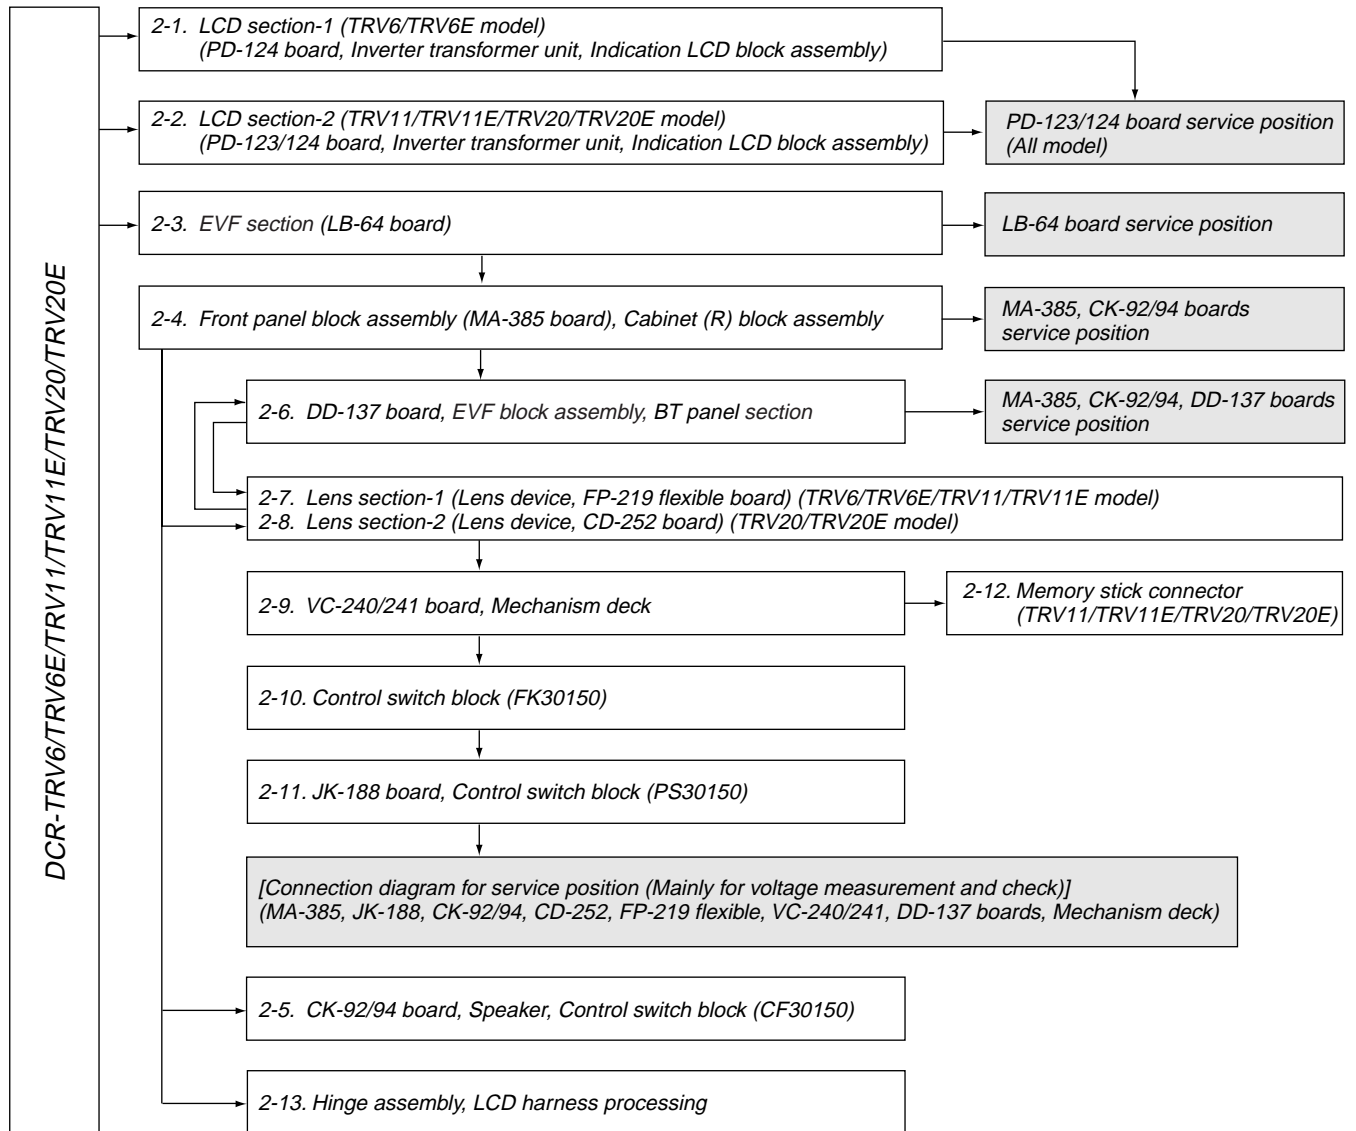 DCR-TRV6/TRV6E/TRV11/TRV11E/TRV20/TRV20E
2-1. LCD section-1 (TRV6/TRV6E model)
(PD-124 board, Inverter transformer unit, Indication LCD block assembly)
2-2. LCD section-2 (TRV11/TRV11E/TRV20/TRV20E model)
(PD-123/124 board, Inverter transformer unit, Indication LCD block assembly)
PD-123/124 board service position
(All model)
2-3. EVF section (LB-64 board)
LB-64 board service position
2-4. Front panel block assembly (MA-385 board), Cabinet (R) block assembly
MA-385, CK-92/94 boards
service position
2-6. DD-137 board, EVF block assembly, BT panel section
MA-385, CK-92/94, DD-137 boards
service position
2-7. Lens section-1 (Lens device, FP-219 flexible board) (TRV6/TRV6E/TRV11/TRV11E model)
2-8. Lens section-2 (Lens device, CD-252 board) (TRV20/TRV20E model)
2-9. VC-240/241 board, Mechanism deck
2-12. Memory stick connector
(TRV11/TRV11E/TRV20/TRV20E)
2-10. Control switch block (FK30150)
2-11. JK-188 board, Control switch block (PS30150)
[Connection diagram for service position (Mainly for voltage measurement and check)]
(MA-385, JK-188, CK-92/94, CD-252, FP-219 flexible, VC-240/241, DD-137 boards, Mechanism deck)
2-5. CK-92/94 board, Speaker, Control switch block (CF30150)
2-13. Hinge assembly, LCD harness processing